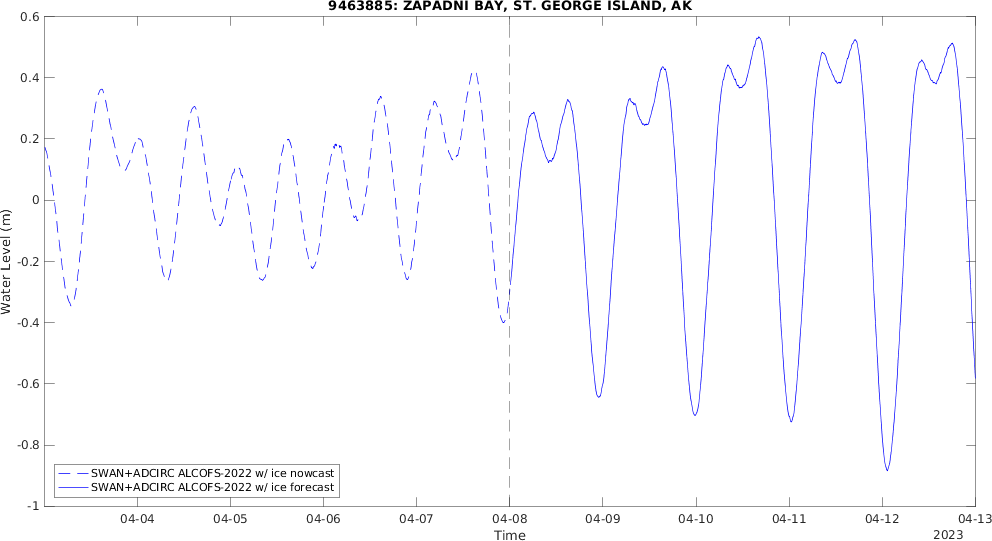 9463885: ZAPADNI BAY, ST. GEORGE ISLAND, AK
0.6
0.4
0.2
0
-0.2
-0.4
-0.6
-0.8
-1
Water Level (m)
SWAN+ADCIRC ALCOFS-2022 w/ ice nowcast
SWAN+ADCIRC ALCOFS-2022 w/ ice forecast
04-04 04-05 04-06 04-07 04-08 04-09 04-10 04-11 04-12 04-13
Time
2023